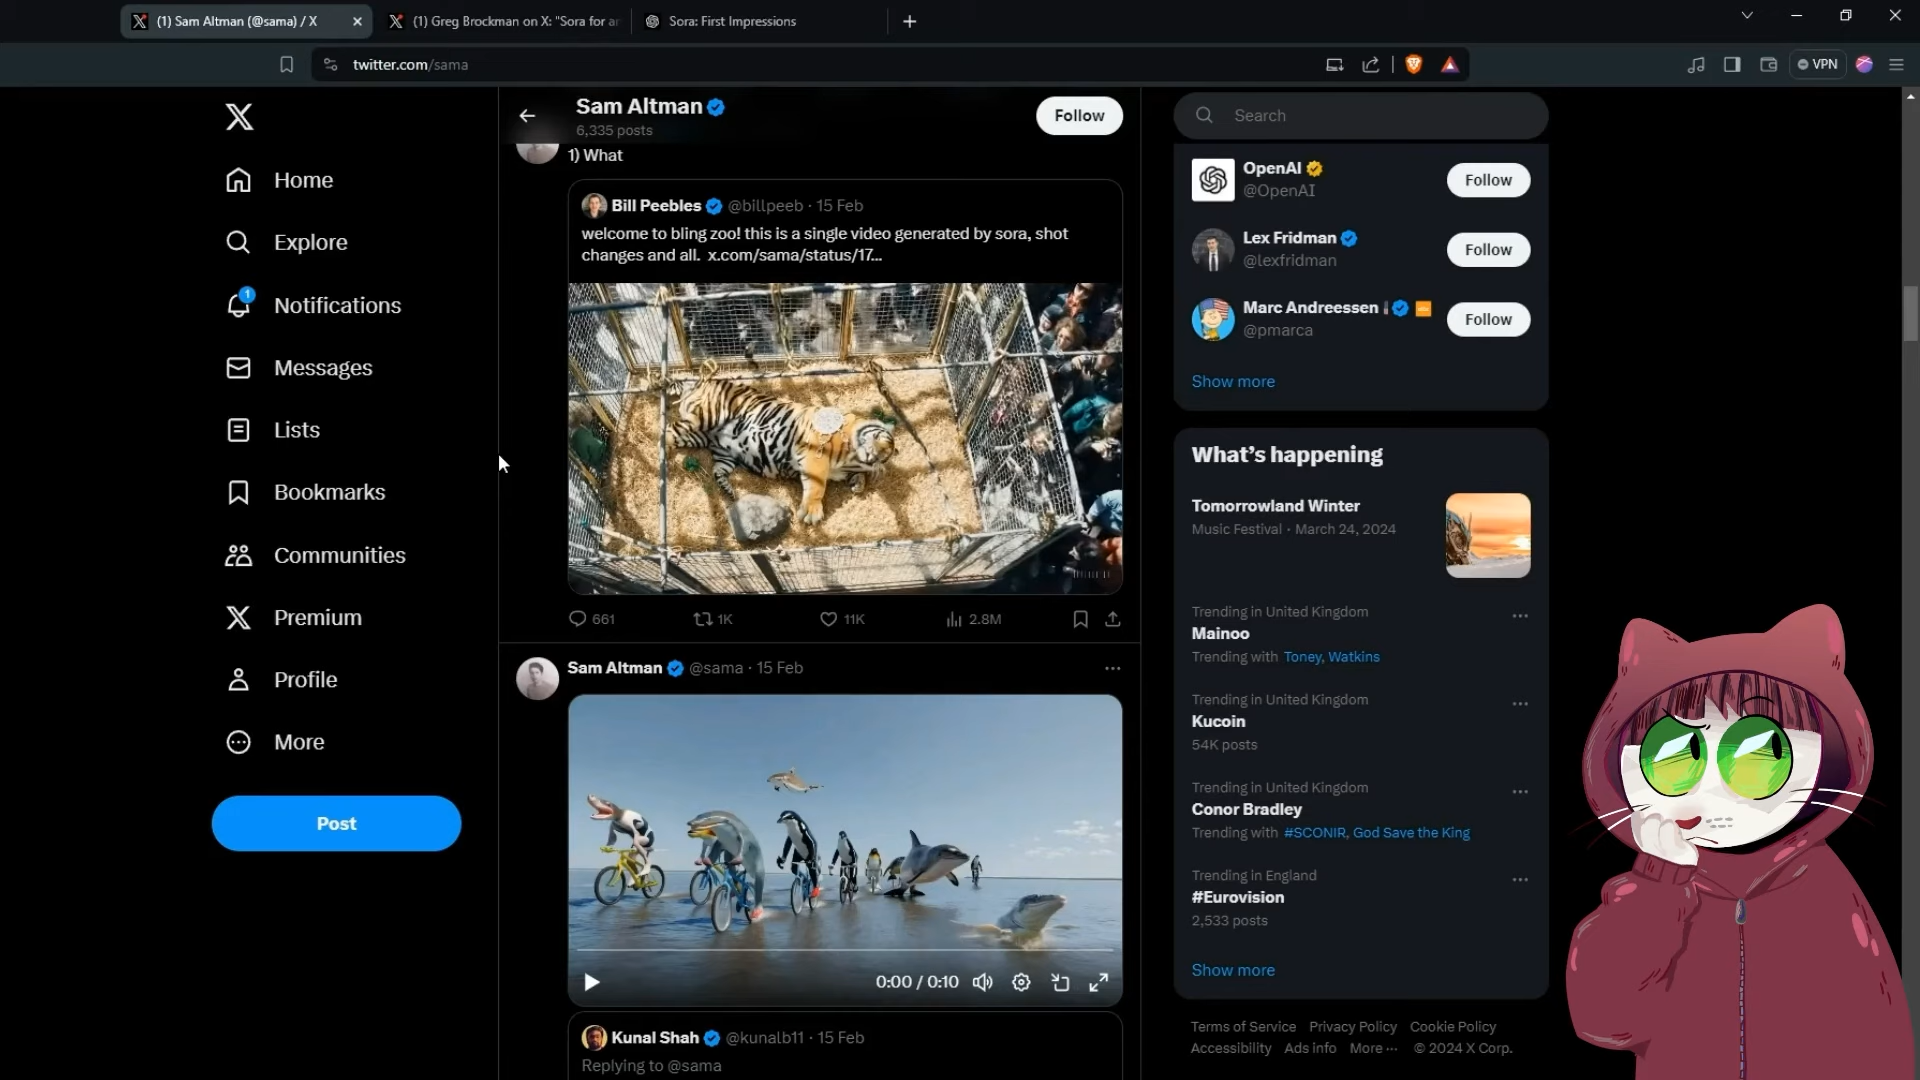 (1) Sam Altman (@sama) / X
(1) Greg Brockman on X: "Sora for ar
Sora: First Impressions
twitter.com/sama
VPN
Home
Explore
1
Notifications
Messages
Lists
Bookmarks
Communities
Premium
Profile
More
Post
Sam Altman
6,335 posts
Follow
1) What
Bill Peebles @billpeeb · 15 Feb
welcome to bling zoo! this is a single video generated by sora, shot
changes and all. x.com/sama/status/17...
661 1K 11K 2.8M
Sam Altman @sama · 15 Feb
0:00 / 0:10
Kunal Shah @kunalb11 · 15 Feb
Replying to @sama
Search
OpenAI
@OpenAI
Follow
Lex Fridman
@lexfridman
Follow
Marc Andreessen
@pmarca
Follow
Show more
What's happening
Tomorrowland Winter
Music Festival · March 24, 2024
Trending in United Kingdom
Mainoo
Trending with Toney, Watkins
Trending in United Kingdom
Kucoin
54K posts
Trending in United Kingdom
Conor Bradley
Trending with #SCONIR, God Save the King
Trending in England
#Eurovision
2,533 posts
Show more
Terms of Service Privacy Policy Cookie Policy
Accessibility Ads info More ··· © 2024 X Corp.